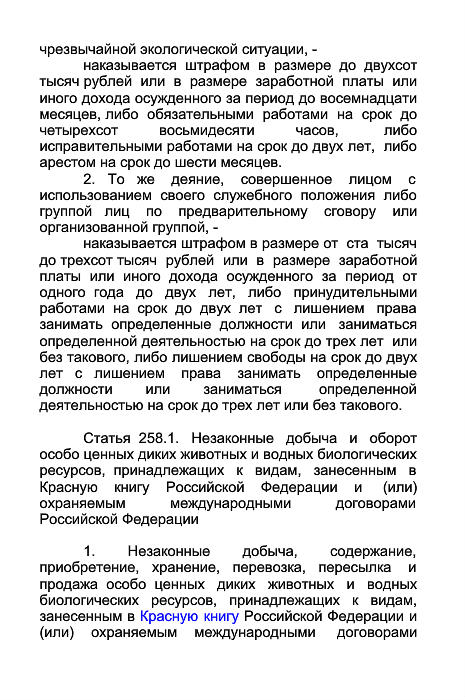 чрезвычайной экологической ситуации, -
наказывается штрафом в размере до двухсот
тысяч рублей или в размере заработной платы или
иного дохода осужденного за период до восемнадцати
месяцев, либо обязательными работами на срок до
четырехсот восьмидесяти часов, либо
исправительными работами на срок до двух лет, либо
арестом на срок до шести месяцев.
2. То же деяние, совершенное лицом с
использованием своего служебного положения либо
группой лиц по предварительному сговору или
организованной группой, -
наказывается штрафом в размере от ста тысяч
до трехсот тысяч рублей или в размере заработной
платы или иного дохода осужденного за период от
одного года до двух лет, либо принудительными
работами на срок до двух лет с лишением права
занимать определенные должности или заниматься
определенной деятельностью на срок до трех лет или
без такового, либо лишением свободы на срок до двух
лет с лишением права занимать определенные
должности или заниматься определенной
деятельностью на срок до трех лет или без такового.
Статья 258.1. Незаконные добыча и оборот
особо ценных диких животных и водных биологических
ресурсов, принадлежащих к видам, занесенным в
Красную книгу Российской Федерации и (или)
охраняемым международными договорами
Российской Федерации
1. Незаконные добыча, содержание,
приобретение, хранение, перевозка, пересылка и
продажа особо ценных диких животных и водных
биологических ресурсов, принадлежащих к видам,
занесенным в Красную книгу Российской Федерации и
(или) охраняемым международными договорами